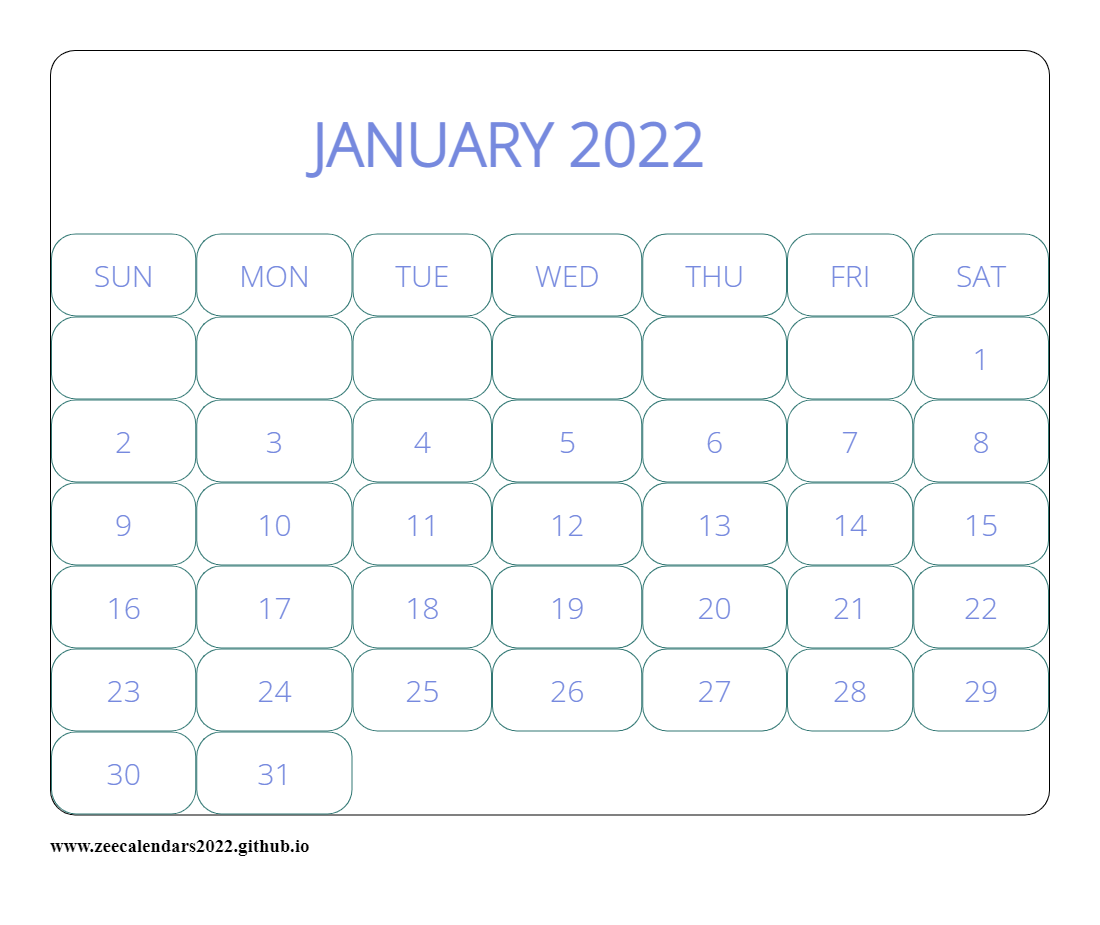 JANUARY 2022
SUN MON TUE WED THU FRI SAT
1
2 3 4 5 6 7 8
9 10 11 12 13 14 15
16 17 18 19 20 21 22
23 24 25 26 27 28 29
30 31
www.zeecalendars2022.github.io